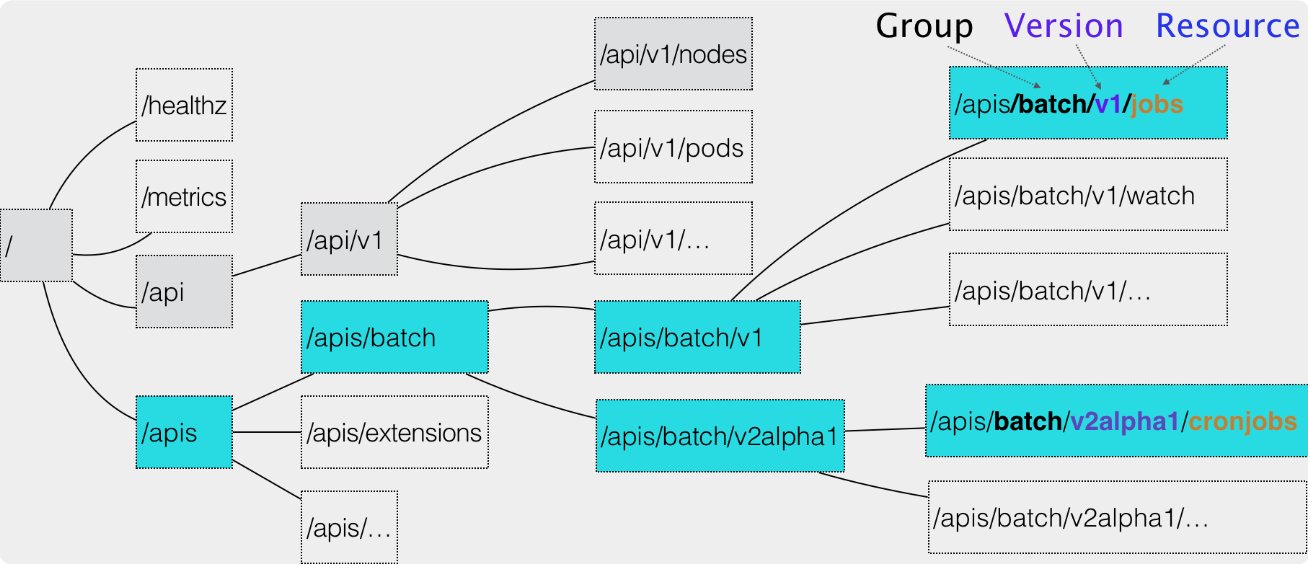 Group Version Resource
/api/v1/nodes
/healthz
/apis/batch/v1/jobs
/api/v1/pods
/metrics
/apis/batch/v1/watch
/
/api/v1
/api/v1/...
/api
/apis/batch/v1/...
/apis/batch
/apis/batch/v1
/apis
/apis/extensions
/apis/batch/v2alpha1
/apis/batch/v2alpha1/cronjobs
/apis/...
/apis/batch/v2alpha1/...